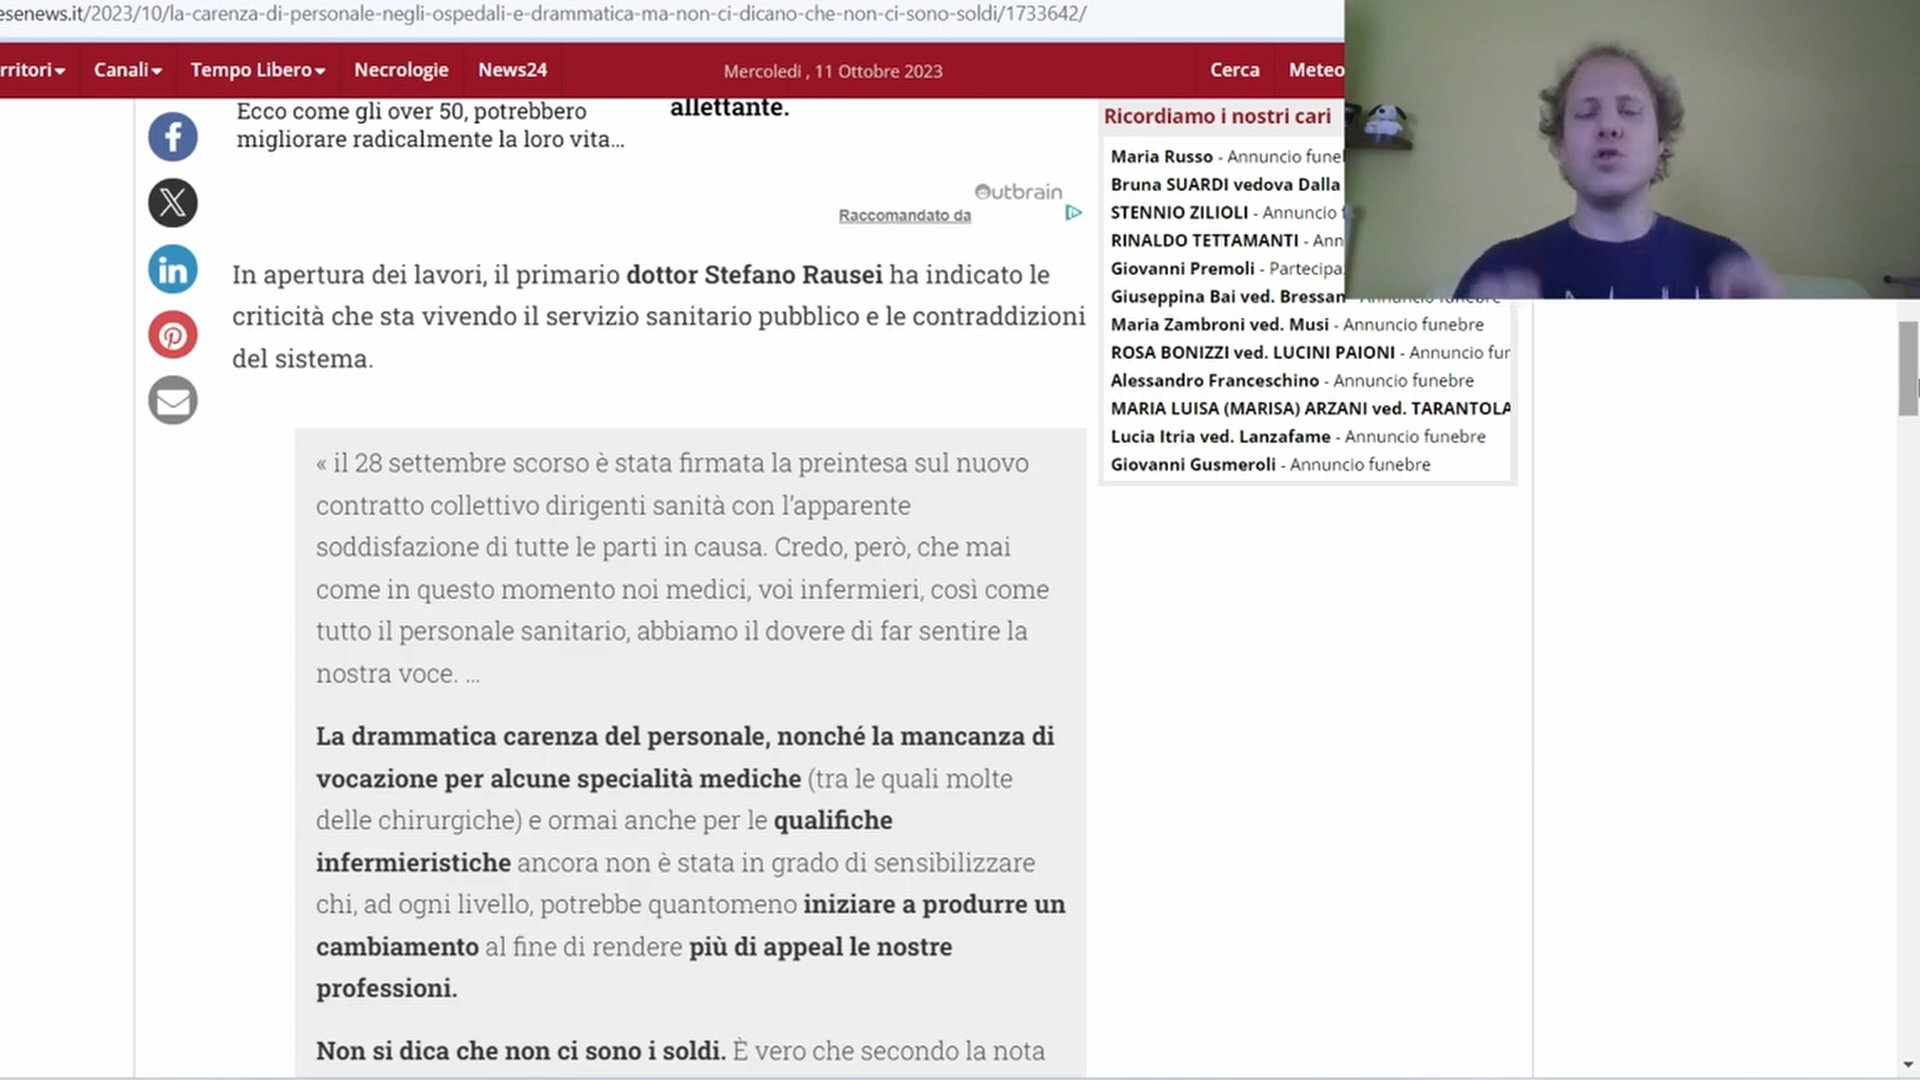 esenews.it/2023/10/la-carenza-di-personale-negli-ospedali-e-drammatica-ma-non-ci-dicano-che-non-ci-sono-soldi/1733642/
rritori Canali Tempo Libero Necrologie News24 Mercoledi , 11 Ottobre 2023 Cerca Meteo
Ecco come gli over 50, potrebbero
migliorare radicalmente la loro vita...
allettante.
Raccomandato da
Outbrain
In apertura dei lavori, il primario dottor Stefano Rausei ha indicato le
criticità che sta vivendo il servizio sanitario pubblico e le contraddizioni
del sistema.
« il 28 settembre scorso è stata firmata la preintesa sul nuovo
contratto collettivo dirigenti sanità con l'apparente
soddisfazione di tutte le parti in causa. Credo, però, che mai
come in questo momento noi medici, voi infermieri, così come
tutto il personale sanitario, abbiamo il dovere di far sentire la
nostra voce. ...
La drammatica carenza del personale, nonché la mancanza di
vocazione per alcune specialità mediche (tra le quali molte
delle chirurgiche) e ormai anche per le qualifiche
infermieristiche ancora non è stata in grado di sensibilizzare
chi, ad ogni livello, potrebbe quantomeno iniziare a produrre un
cambiamento al fine di rendere più di appeal le nostre
professioni.
Non si dica che non ci sono i soldi. È vero che secondo la nota
Ricordiamo i nostri cari
Maria Russo - Annuncio fune
Bruna SUARDI vedova Dalla
STENNIO ZILIOLI - Annuncio
RINALDO TETTAMANTI - Ann
Giovanni Premoli - Partecipa
Giuseppina Bai ved. Bressan - Annuncio funebre
Maria Zambroni ved. Musi - Annuncio funebre
ROSA BONIZZI ved. LUCINI PAIONI - Annuncio fur
Alessandro Franceschino - Annuncio funebre
MARIA LUISA (MARISA) ARZANI ved. TARANTOLA
Lucia Itria ved. Lanzafame - Annuncio funebre
Giovanni Gusmeroli - Annuncio funebre